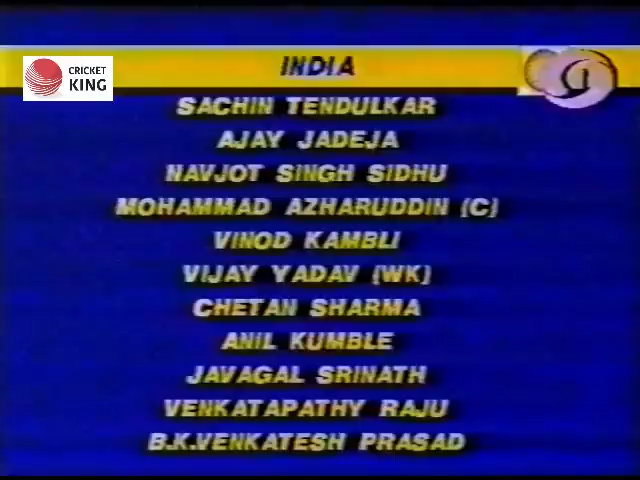 INDIA
CRICKET
KING
SACHIN TENDULKAR
AJAY JADEJA
NAVJOT SINGH SIDHU
MOHAMMAD AZHARUDDIN (C)
VINOD KAMBLI
VIJAY YADAV (WK)
CHETAN SHARMA
ANIL KUMBLE
JAVAGAL SRINATH
VENKATAPATHY RAJU
B.K.VENKATESH PRASAD